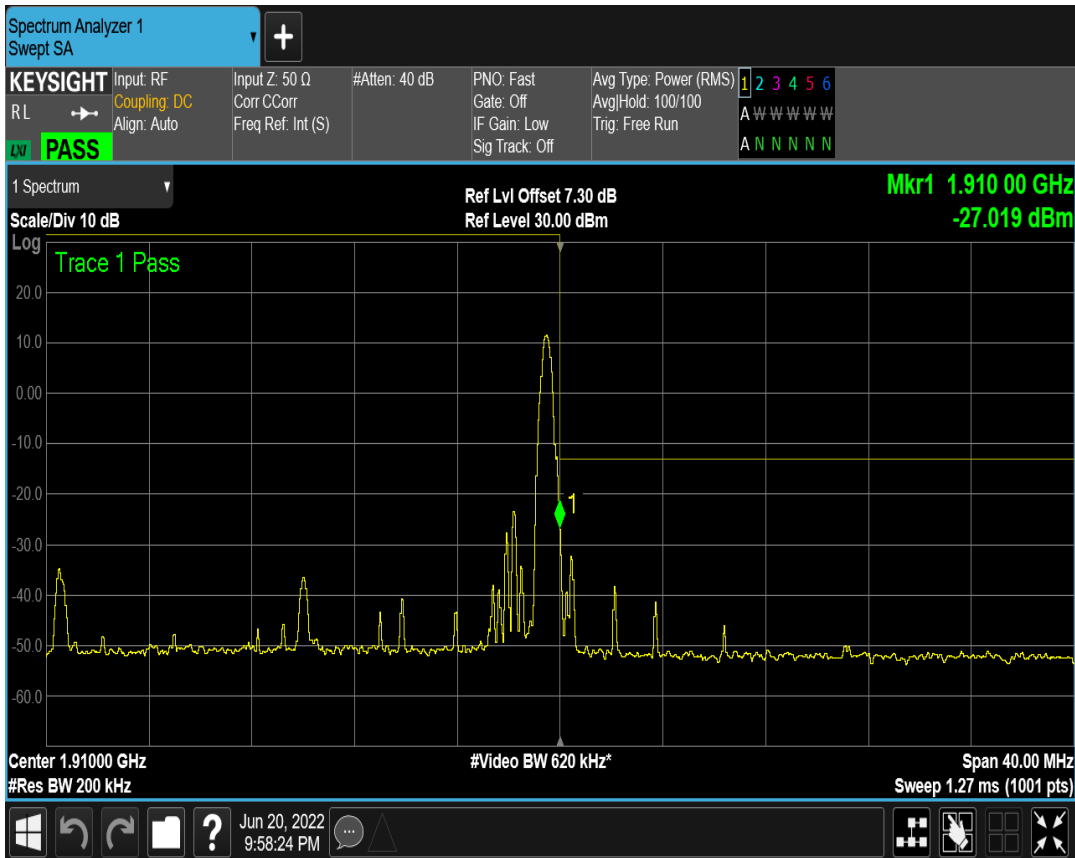 Spectrum Analyzer 1
Swept SA
+
KEYSIGHT
RL
LXI
PASS
Input: RF
Coupling: DC
Align: Auto
Input Z: 50 Ω
Corr CCorr
Freq Ref: Int (S)
#Atten: 40 dB
PNO: Fast
Gate: Off
IF Gain: Low
Sig Track: Off
Avg Type: Power (RMS)
Avg|Hold: 100/100
Trig: Free Run
1 2 3 4 5 6
A W W W W W
A N N N N N
1 Spectrum
Scale/Div 10 dB
Ref Lvl Offset 7.30 dB
Ref Level 30.00 dBm
Mkr1 1.910 00 GHz
-27.019 dBm
Log
Trace 1 Pass
20.0
10.0
0.00
-10.0
-20.0
1
-30.0
-40.0
-50.0
-60.0
Center 1.91000 GHz
#Video BW 620 kHz*
Span 40.00 MHz
#Res BW 200 kHz
Sweep 1.27 ms (1001 pts)
?
Jun 20, 2022
9:58:24 PM